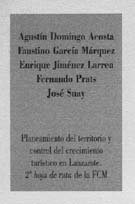 Agustín Domingo Acosta
Faustino García Márquez
Enrique Jiménez Larrea
Fernando Prats
José Suay
Planeamiento del territorio y
control del crecimiento
turístico en Lanzarote.
2ª hoja de ruta de la FCM.